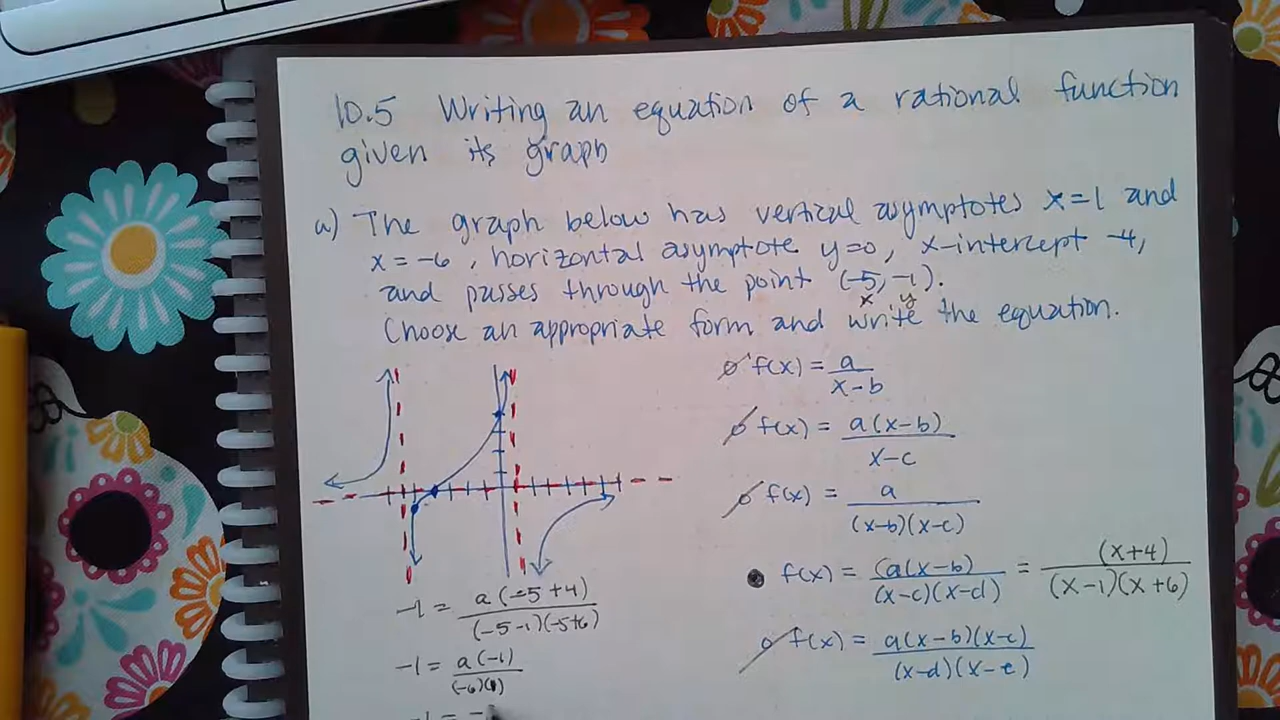 10.5 Writing an equation of a rational function
given its graph
a) The graph below has vertical asymptotes x=1 and
x=-6, horizontal asymptote y=0, x-intercept -4,
and passes through the point (-5,-1).
x, y
Choose an appropriate form and write the equation.
f(x) = a/(x-b)
f(x) = a(x-b)/(x-c)
f(x) = a/((x-b)(x-c))
f(x) = (a(x-b)/((x-c)(x-d)) = (x+4)/((x-1)(x+6))
f(x) = a(x-b)(x-c)/((x-d)(x-e))
-1 = a(-5+4)/((-5-1)(-5+6))
-1 = a(-1)/((-6)(1))
-1 = -